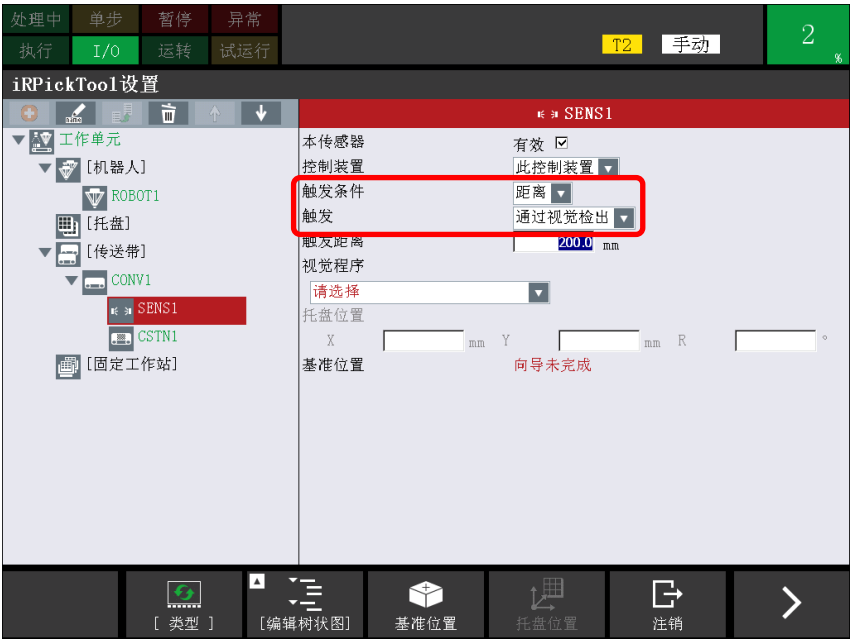 处理中 单步 暂停 异常
执行 I/O 运转 试运行
T2 手动
2 %
iRPickTool设置
SENS1
工作单元
[机器人]
ROBOT1
[托盘]
[传送带]
CONV1
SENS1
CSTN1
[固定工作站]
本传感器 有效
控制装置 此控制装置
触发条件 距离
触发 通过视觉检出
触发距离 200.0 mm
视觉程序
请选择
托盘位置
X mm Y mm R °
基准位置 向导未完成
[ 类型 ] [编辑树状图] 基准位置 托盘位置 注销